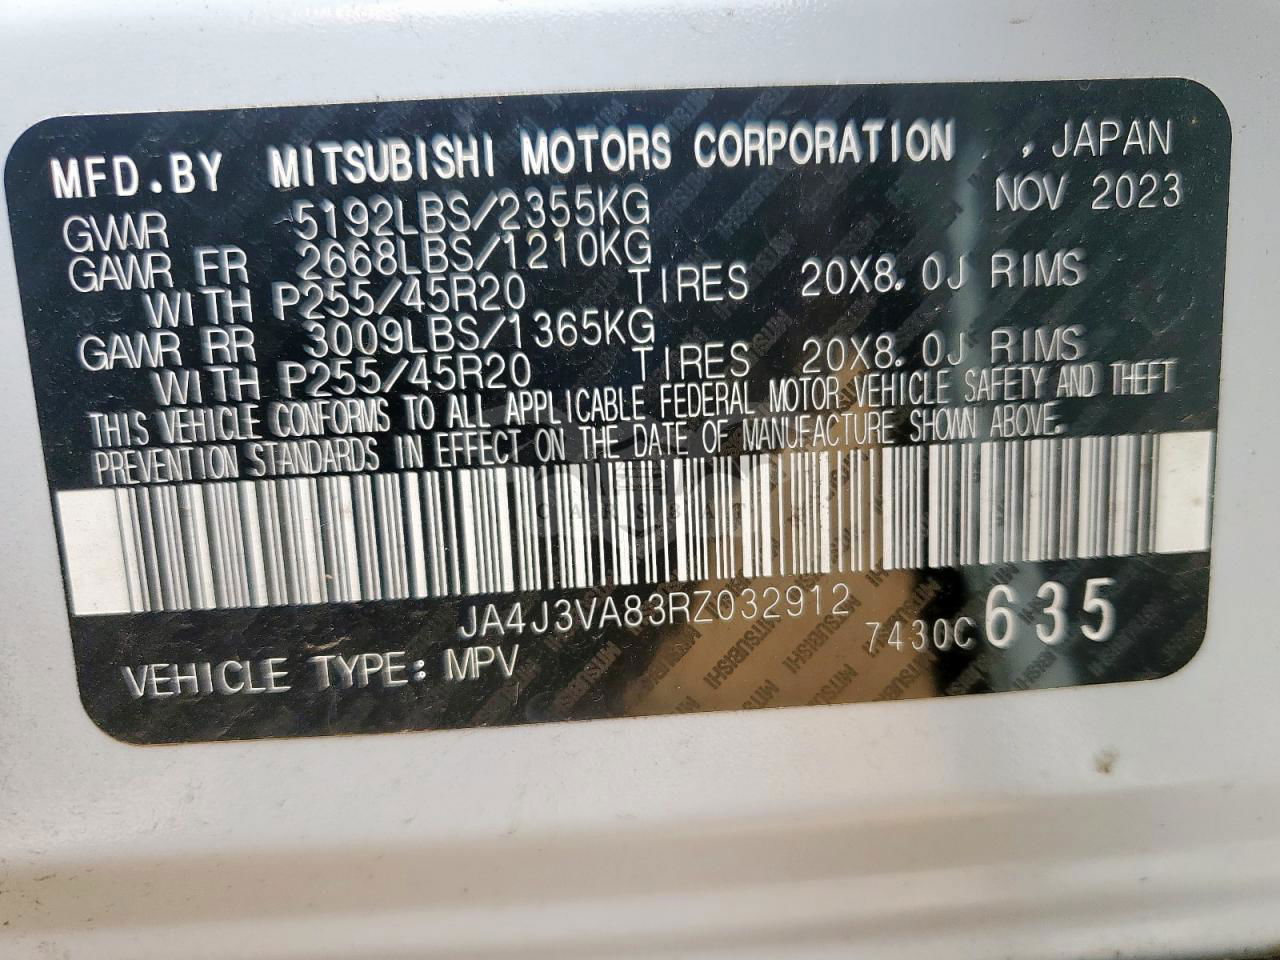 MFD.BY MITSUBISHI MOTORS CORPORATION , JAPAN
GVWR 5192LBS/2355KG NOV 2023
GAWR FR 2668LBS/1210KG
WITH P255/45R20 TIRES 20X8.0J RIMS
GAWR RR 3009LBS/1365KG
WITH P255/45R20 TIRES 20X8.0J RIMS
THIS VEHICLE CONFORMS TO ALL APPLICABLE FEDERAL MOTOR VEHICLE SAFETY AND THEFT
PREVENTION STANDARDS IN EFFECT ON THE DATE OF MANUFACTURE SHOWN ABOVE.
JA4J3VA83RZ032912
7430C 635
VEHICLE TYPE: MPV